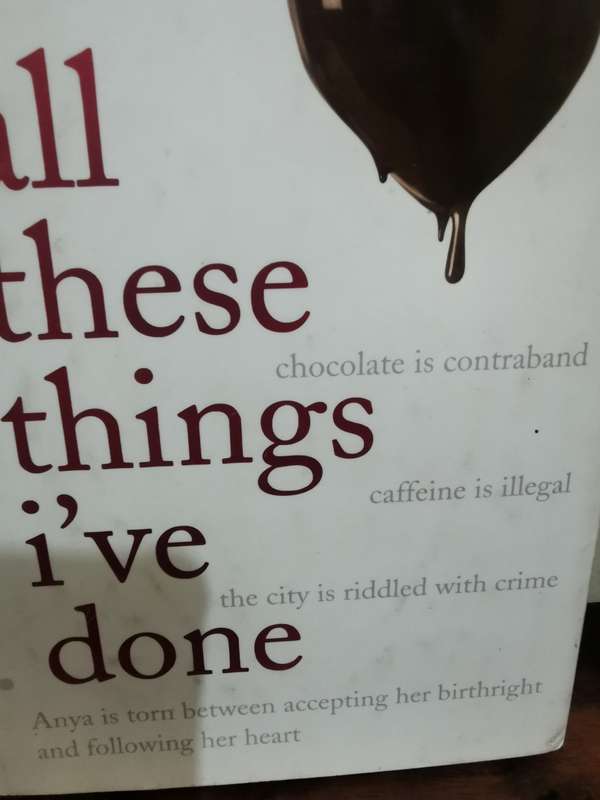 all
these
chocolate is contraband
things
caffeine is illegal
i've
the city is riddled with crime
done
Anya is torn between accepting her birthright
and following her heart